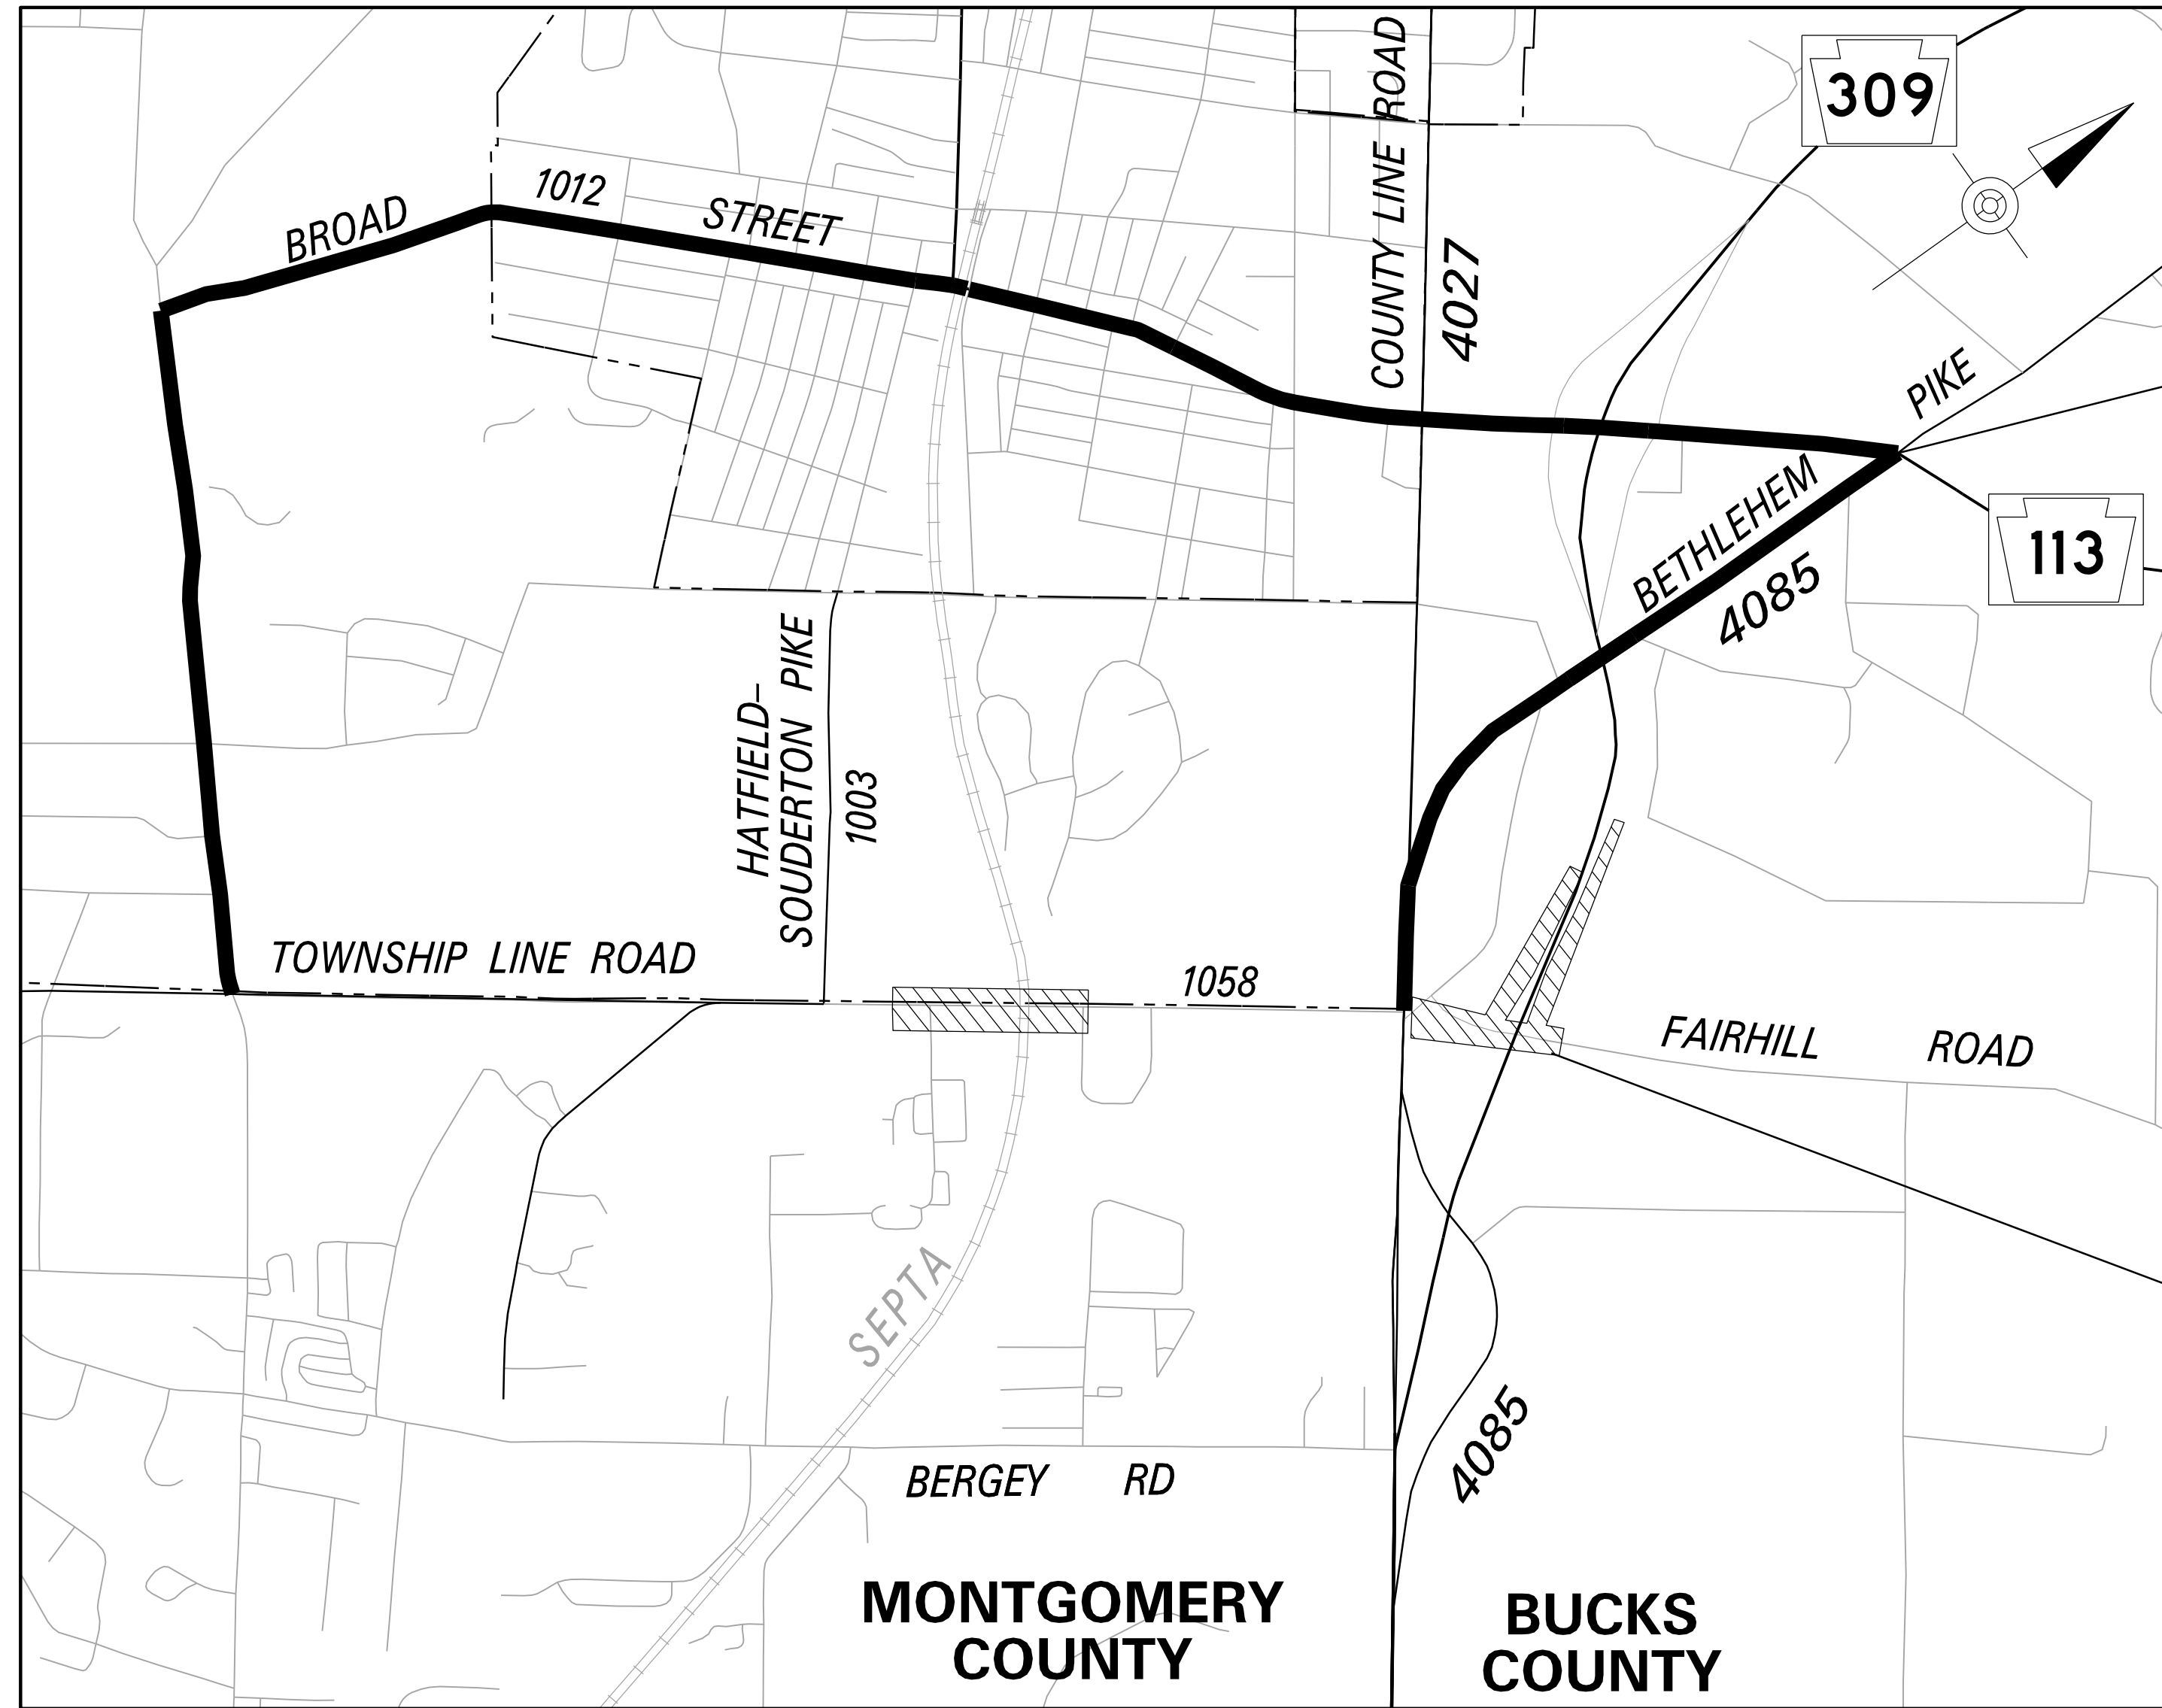 309
COUNTY LINE ROAD
4027
1012
BROAD
STREET
PIKE
BETHLEHEM
4085
113
HATFIELD–
SOUDERTON PIKE
1003
TOWNSHIP LINE ROAD
1058
FAIRHILL ROAD
SEPTA
4085
BERGEY RD
MONTGOMERY
COUNTY
BUCKS
COUNTY